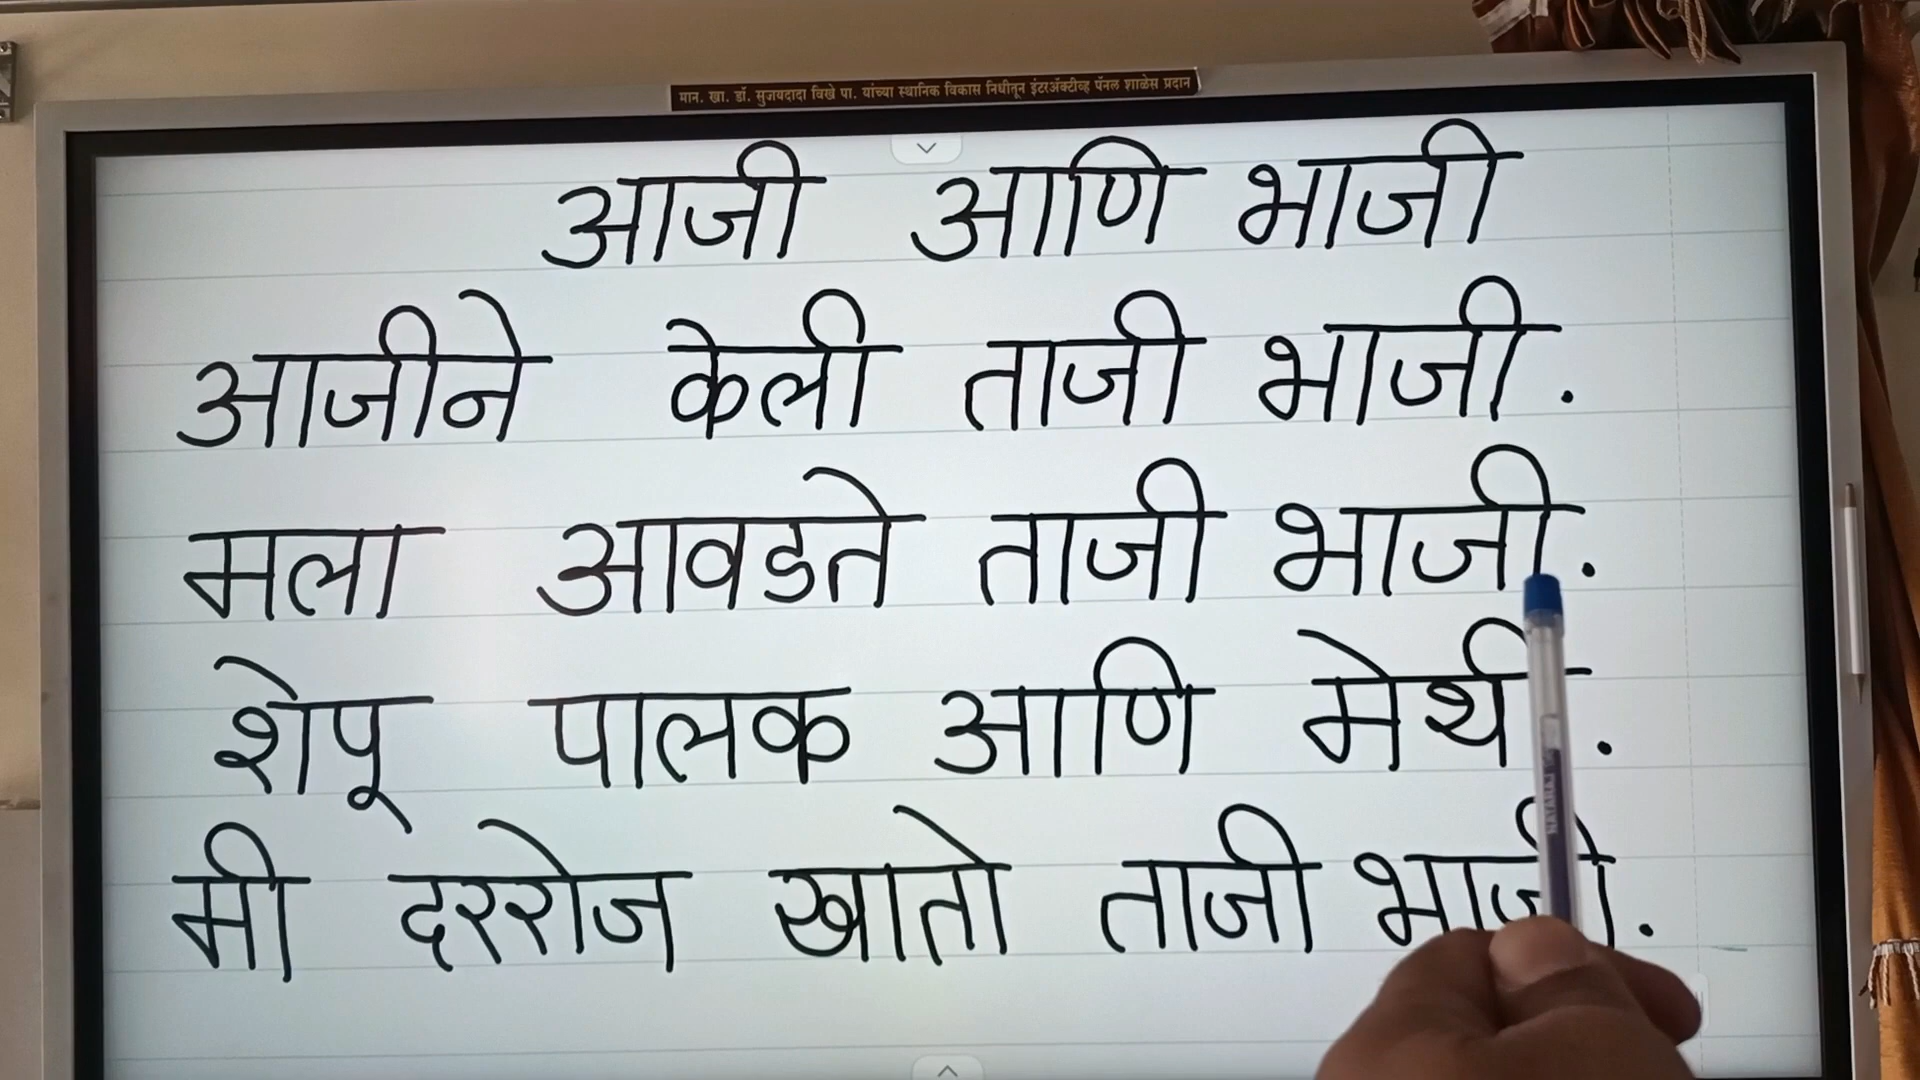 मान. खा. डॉ. सुजयदादा विखे पा. यांच्या स्थानिक विकास निधीतून इंटरॲक्टीव्ह पॅनल शाळेस प्रदान
आजी आणि भाजी
आजीने केली ताजी भाजी.
मला आवडते ताजी भाजी.
शेपू पालक आणि मेथी.
मी दररोज खातो ताजी भाजी.